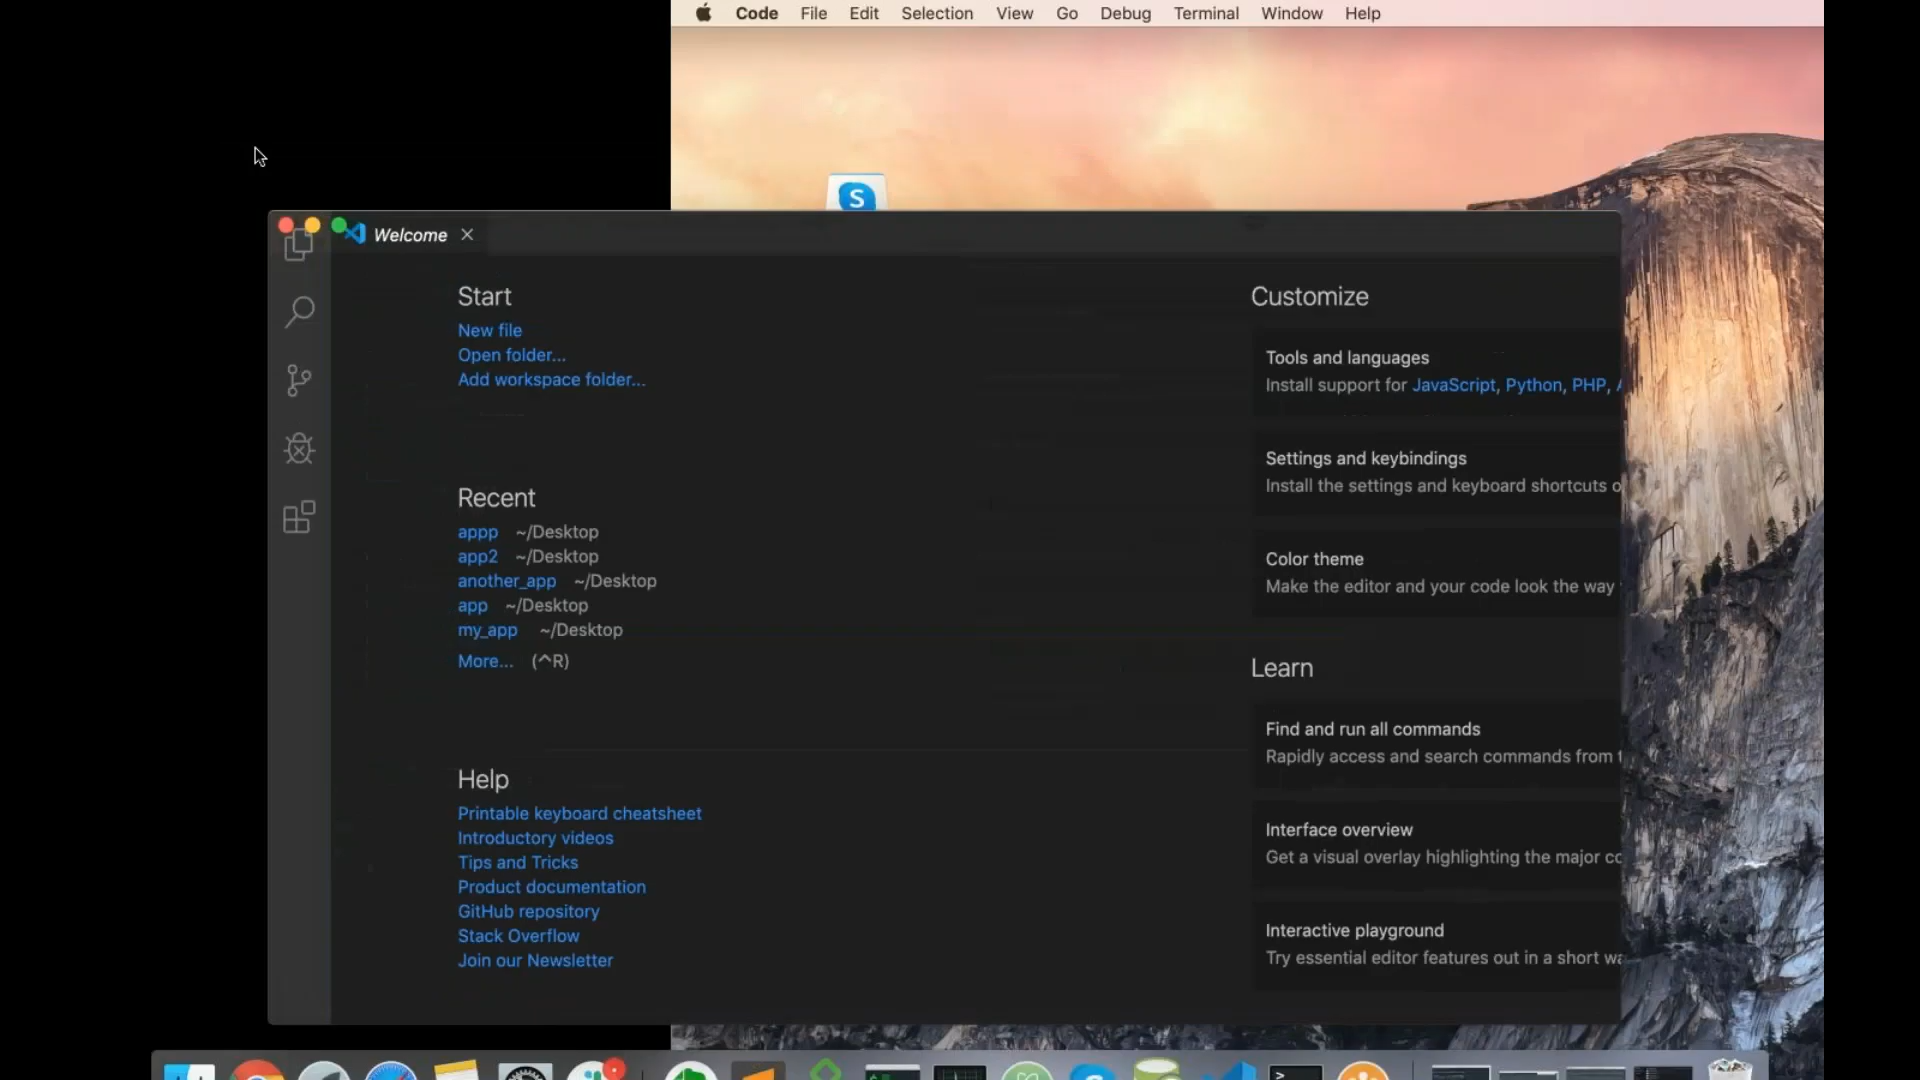 Code File Edit Selection View Go Debug Terminal Window Help
S
Welcome
Start
New file
Open folder...
Add workspace folder...
Recent
appp ~/Desktop
app2 ~/Desktop
another_app ~/Desktop
app ~/Desktop
my_app ~/Desktop
More... (^R)
Help
Printable keyboard cheatsheet
Introductory videos
Tips and Tricks
Product documentation
GitHub repository
Stack Overflow
Join our Newsletter
Customize
Tools and languages
Install support for JavaScript, Python, PHP,
Settings and keybindings
Install the settings and keyboard shortcuts
Color theme
Make the editor and your code look the way
Learn
Find and run all commands
Rapidly access and search commands from
Interface overview
Get a visual overlay highlighting the major
Interactive playground
Try essential editor features out in a short